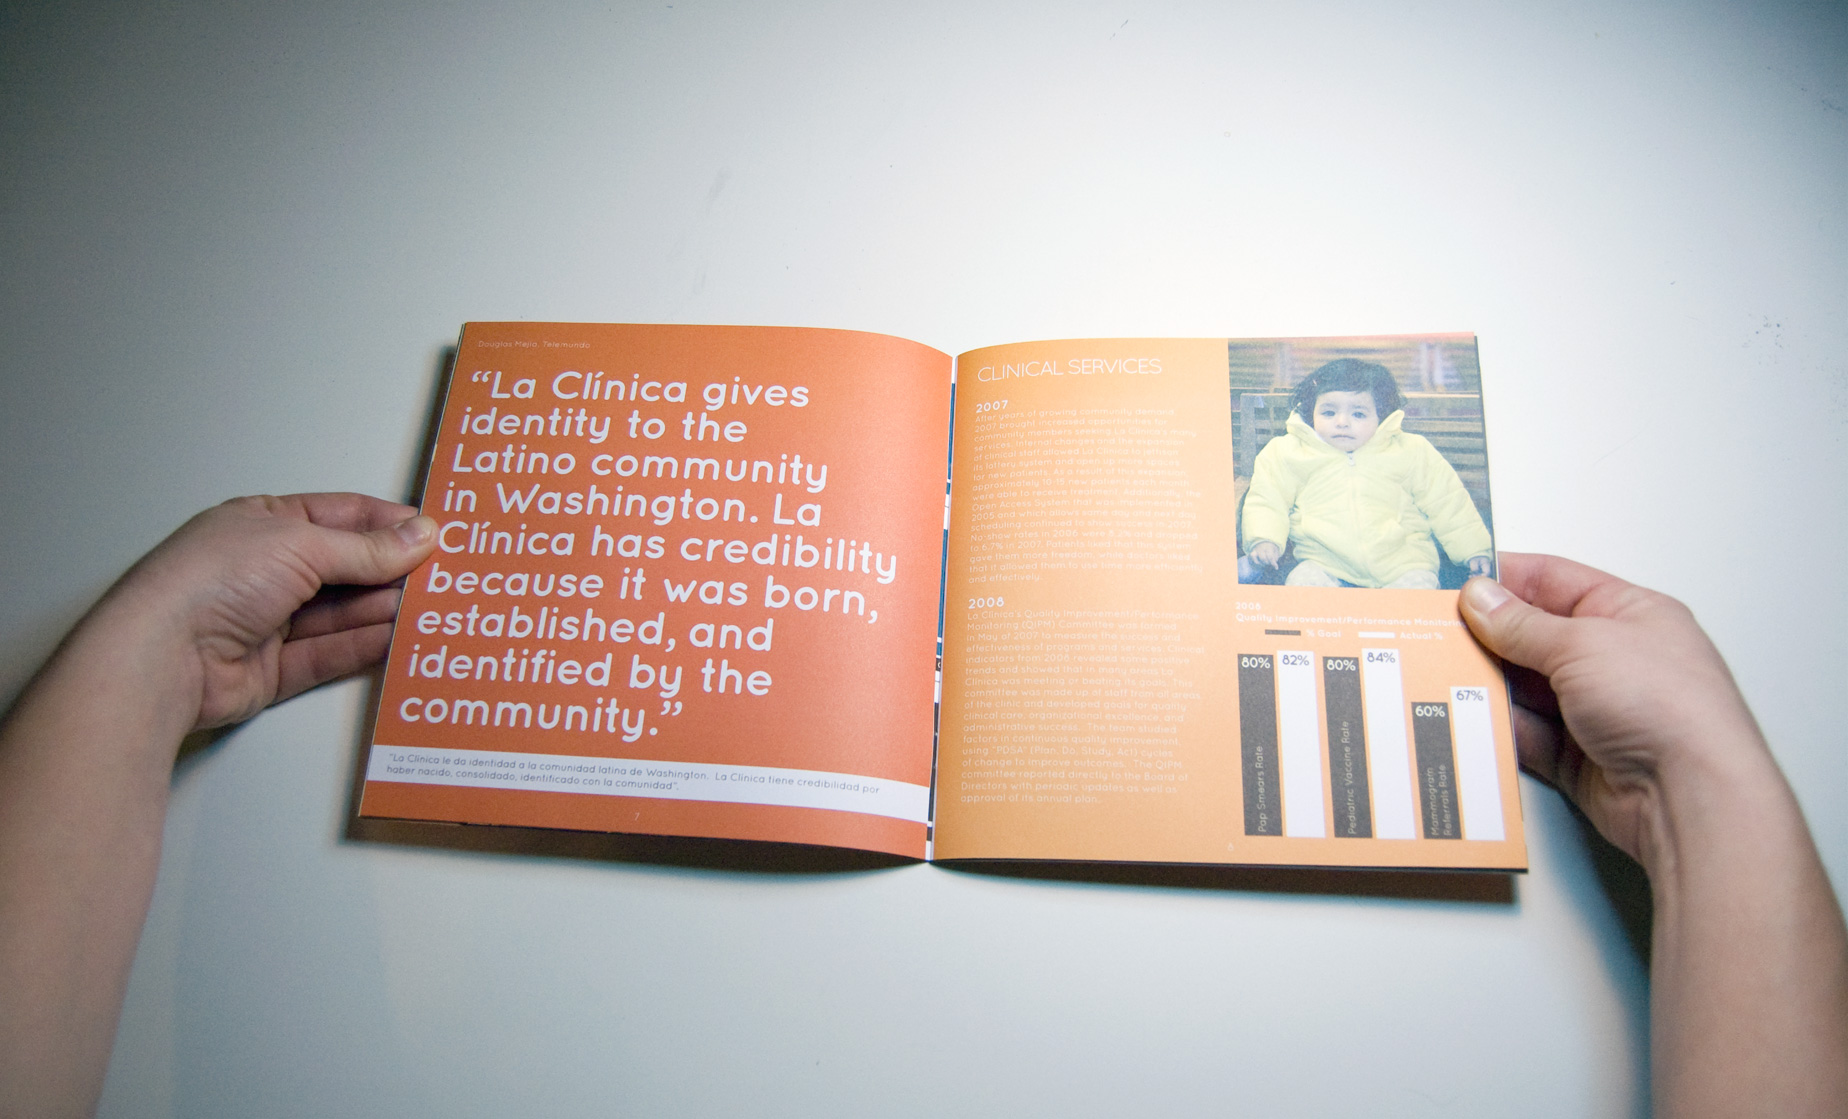 Douglas Mejía, Telemundo
“La Clínica gives
identity to the
Latino community
in Washington. La
Clínica has credibility
because it was born,
established, and
identified by the
community.”
"La Clínica le da identidad a la comunidad latina de Washington. La Clínica tiene credibilidad por
haber nacido, consolidado, identificado con la comunidad".
7
CLINICAL SERVICES
2007
After years of growing community demand
2007 brought increased opportunities for
community members seeking La Clínica's many
services. Internal changes and the expansion
of clinical staff allowed La Clínica to
its lottery system and open
for new patients. As a result of this expansion
approximately 10-15 new patients each
were able to receive treatment. Additionally, the
Open Access System that was implemented in
2005 and which allows same day and next day
scheduling continued to show success in 2007.
No-show rates in 2006 were 9.2% and dropped
to 6.7% in 2007. Patients said that this system
gave them more freedom, while
that it allowed them to use time more efficiently
and effectively.
2008
La Clínica's Quality Improvement/Performance
Monitoring (QIPM) Committee was
in May of 2007 to measure the success and
effectiveness of programs and services. Clinical
indicators from 2008 revealed some positive
trends and showed that in many areas La
Clínica was meeting or beating its goals. This
committee was made up of staff from all areas
of the clinic and developed goals for quality
clinical care, organizational excellence, and
administrative success. The team studied
factors in continuous quality improvement
using "PDSA" (Plan, Do, Study, Act) cycles
of change to improve outcomes. The QIPM
committee reported directly to the Board of
Directors with periodic updates as well as
approval of its annual plan.
2008
Quality Improvement/Performance Monitoring
% Goal Actual %
80% 82% 80% 84% 60% 67%
Pap Smears Rate
Pediatric Vaccine Rate
Mammogram
Referrals Rate
8